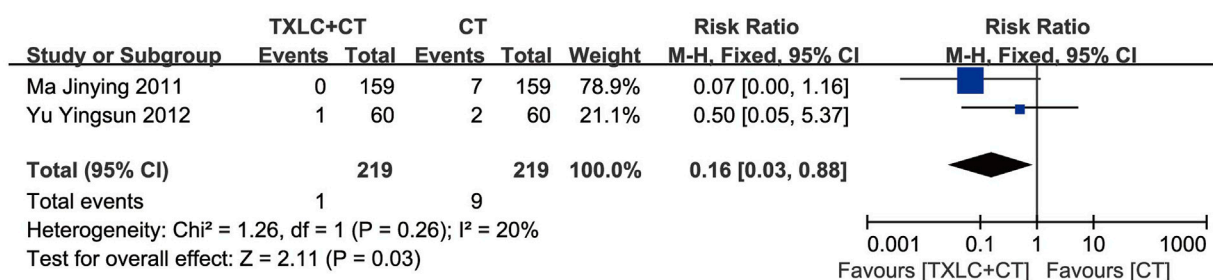 TXLC+CT CT Risk Ratio Risk Ratio
Study or Subgroup Events Total Events Total Weight M-H, Fixed, 95% CI M-H, Fixed, 95% CI
Ma Jinying 2011 0 159 7 159 78.9% 0.07 [0.00, 1.16]
Yu Yingsun 2012 1 60 2 60 21.1% 0.50 [0.05, 5.37]
Total (95% CI) 219 219 100.0% 0.16 [0.03, 0.88]
Total events 1 9
Heterogeneity: Chi² = 1.26, df = 1 (P = 0.26); I² = 20%
Test for overall effect: Z = 2.11 (P = 0.03)
0.001 0.1 1 10 1000
Favours [TXLC+CT] Favours [CT]